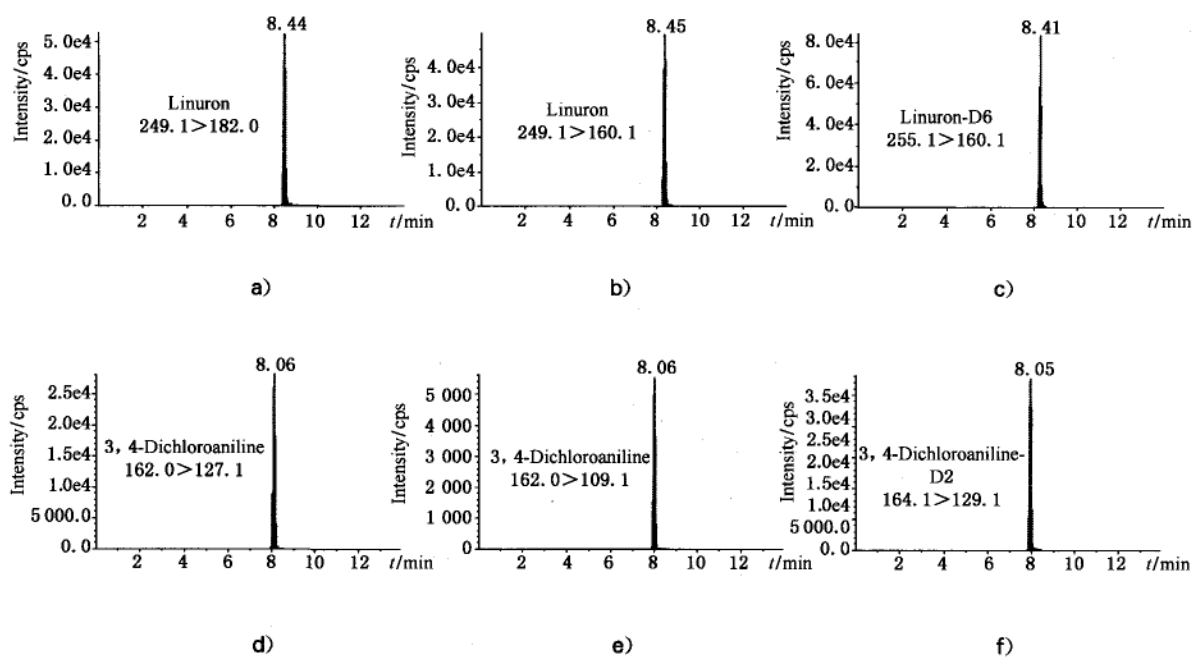 8.44
5.0e4
4.0e4
3.0e4
2.0e4
1.0e4
0.0
Intensity/cps
Linuron
249.1>182.0
2 4 6 8 10 12 t/min
a)
8.45
4.0e4
3.0e4
2.0e4
1.0e4
0.0
Intensity/cps
Linuron
249.1>160.1
2 4 6 8 10 12 t/min
b)
8.41
8.0e4
6.0e4
4.0e4
2.0e4
0.0
Intensity/cps
Linuron-D6
255.1>160.1
2 4 6 8 10 12 t/min
c)
8.06
2.5e4
2.0e4
1.5e4
1.0e4
5 000.0
0.0
Intensity/cps
3, 4-Dichloroaniline
162.0>127.1
2 4 6 8 10 12 t/min
d)
8.06
5 000
4 000
3 000
2 000
1 000
0
Intensity/cps
3, 4-Dichloroaniline
162.0>109.1
2 4 6 8 10 12 t/min
e)
8.05
3.5e4
3.0e4
2.5e4
2.0e4
1.5e4
1.0e4
5 000.0
0.0
Intensity/cps
3, 4-Dichloroaniline-
D2
164.1>129.1
2 4 6 8 10 12 t/min
f)